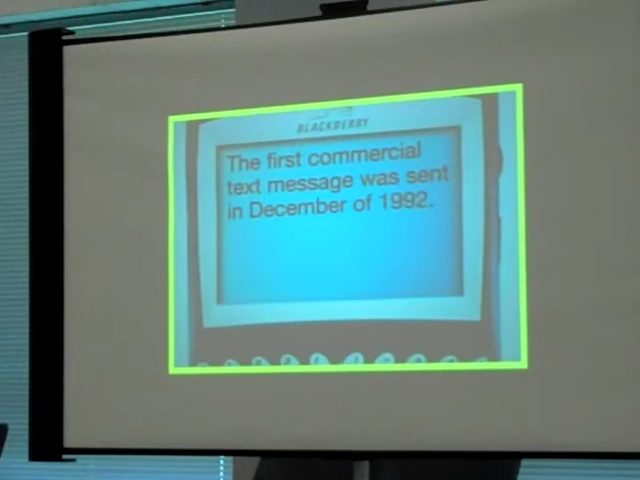 BLACKBERRY
The first commercial
text message was sent
in December of 1992.